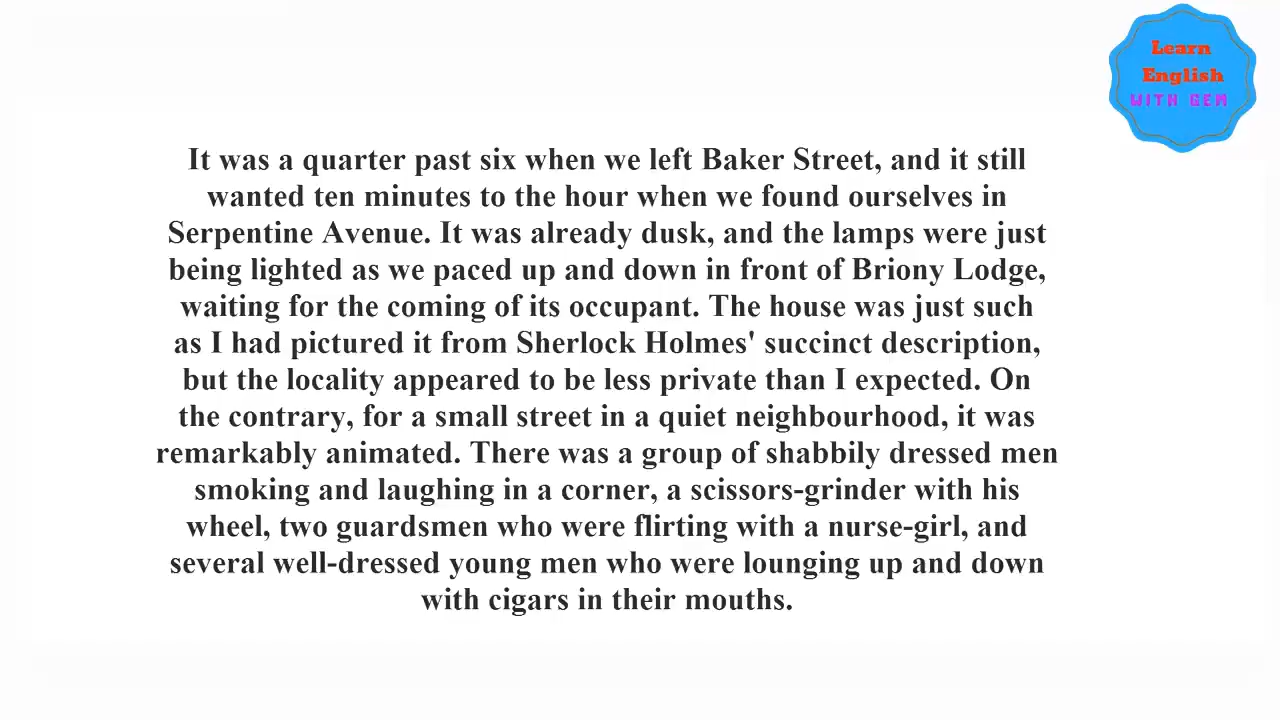 Learn
English
WITH GEM
It was a quarter past six when we left Baker Street, and it still
wanted ten minutes to the hour when we found ourselves in
Serpentine Avenue. It was already dusk, and the lamps were just
being lighted as we paced up and down in front of Briony Lodge,
waiting for the coming of its occupant. The house was just such
as I had pictured it from Sherlock Holmes' succinct description,
but the locality appeared to be less private than I expected. On
the contrary, for a small street in a quiet neighbourhood, it was
remarkably animated. There was a group of shabbily dressed men
smoking and laughing in a corner, a scissors-grinder with his
wheel, two guardsmen who were flirting with a nurse-girl, and
several well-dressed young men who were lounging up and down
with cigars in their mouths.